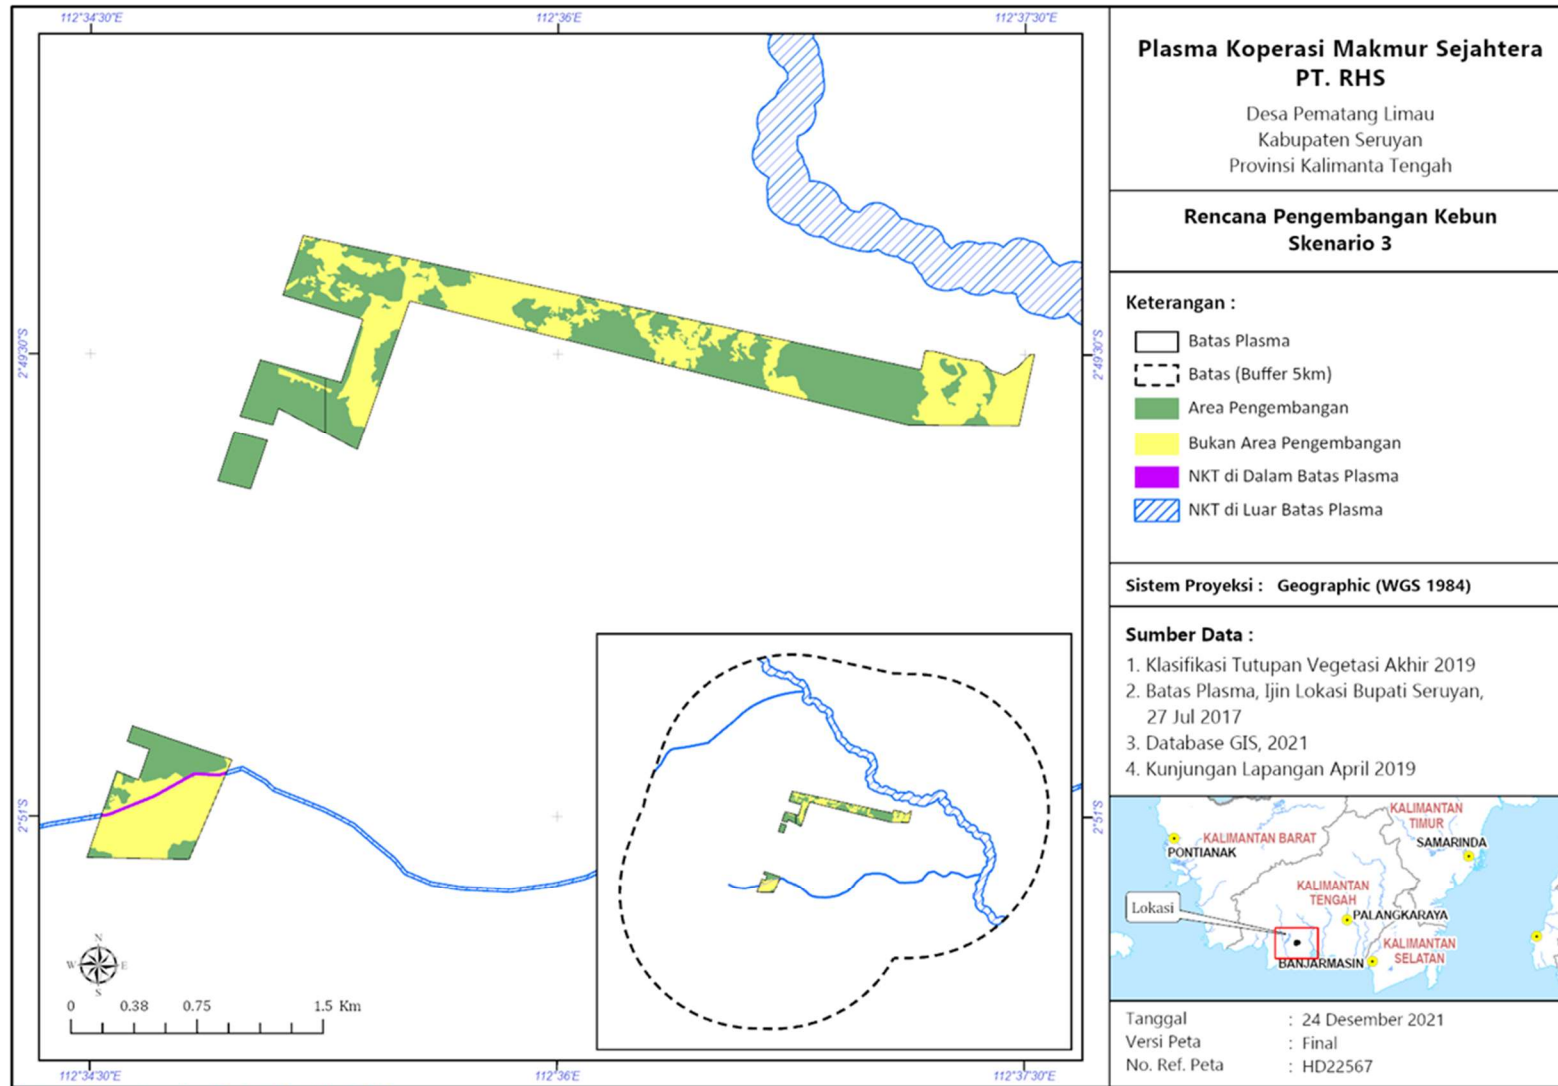 112°34'30"E 112°36'E 112°37'30"E
2°49'30"S 2°49'30"S
2°51'S 2°51'S
N
W E
S
0 0.38 0.75 1.5 Km
112°34'30"E 112°36'E 112°37'30"E
Plasma Koperasi Makmur Sejahtera
PT. RHS
Desa Pematang Limau
Kabupaten Seruyan
Provinsi Kalimanta Tengah
Rencana Pengembangan Kebun
Skenario 3
Keterangan :
Batas Plasma
Batas (Buffer 5km)
Area Pengembangan
Bukan Area Pengembangan
NKT di Dalam Batas Plasma
NKT di Luar Batas Plasma
Sistem Proyeksi : Geographic (WGS 1984)
Sumber Data :
1. Klasifikasi Tutupan Vegetasi Akhir 2019
2. Batas Plasma, Ijin Lokasi Bupati Seruyan,
27 Jul 2017
3. Database GIS, 2021
4. Kunjungan Lapangan April 2019
KALIMANTAN
TIMUR
KALIMANTAN BARAT
SAMARINDA
PONTIANAK
KALIMANTAN
TENGAH
Lokasi
PALANGKARAYA
KALIMANTAN
SELATAN
BANJARMASIN
Tanggal : 24 Desember 2021
Versi Peta : Final
No. Ref. Peta : HD22567